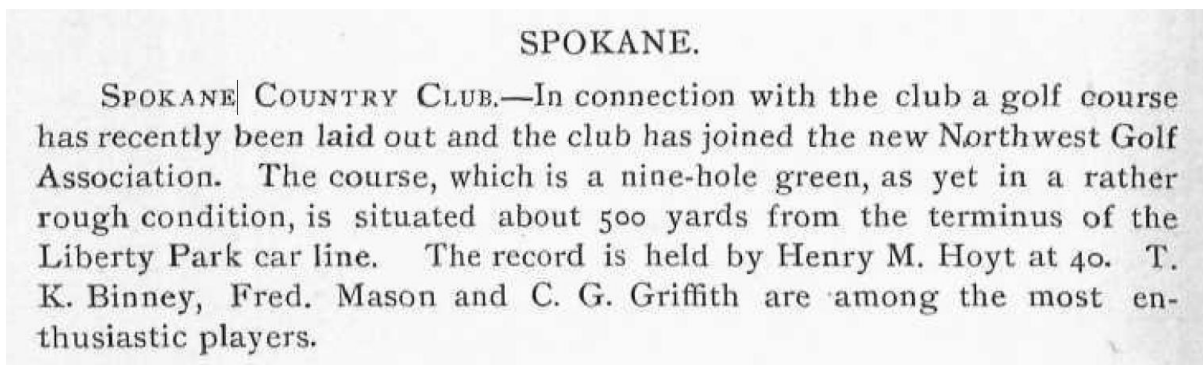 SPOKANE.
SPOKANE COUNTRY CLUB.—In connection with the club a golf course
has recently been laid out and the club has joined the new Northwest Golf
Association. The course, which is a nine-hole green, as yet in a rather
rough condition, is situated about 500 yards from the terminus of the
Liberty Park car line. The record is held by Henry M. Hoyt at 40. T.
K. Binney, Fred. Mason and C. G. Griffith are among the most en-
thusiastic players.